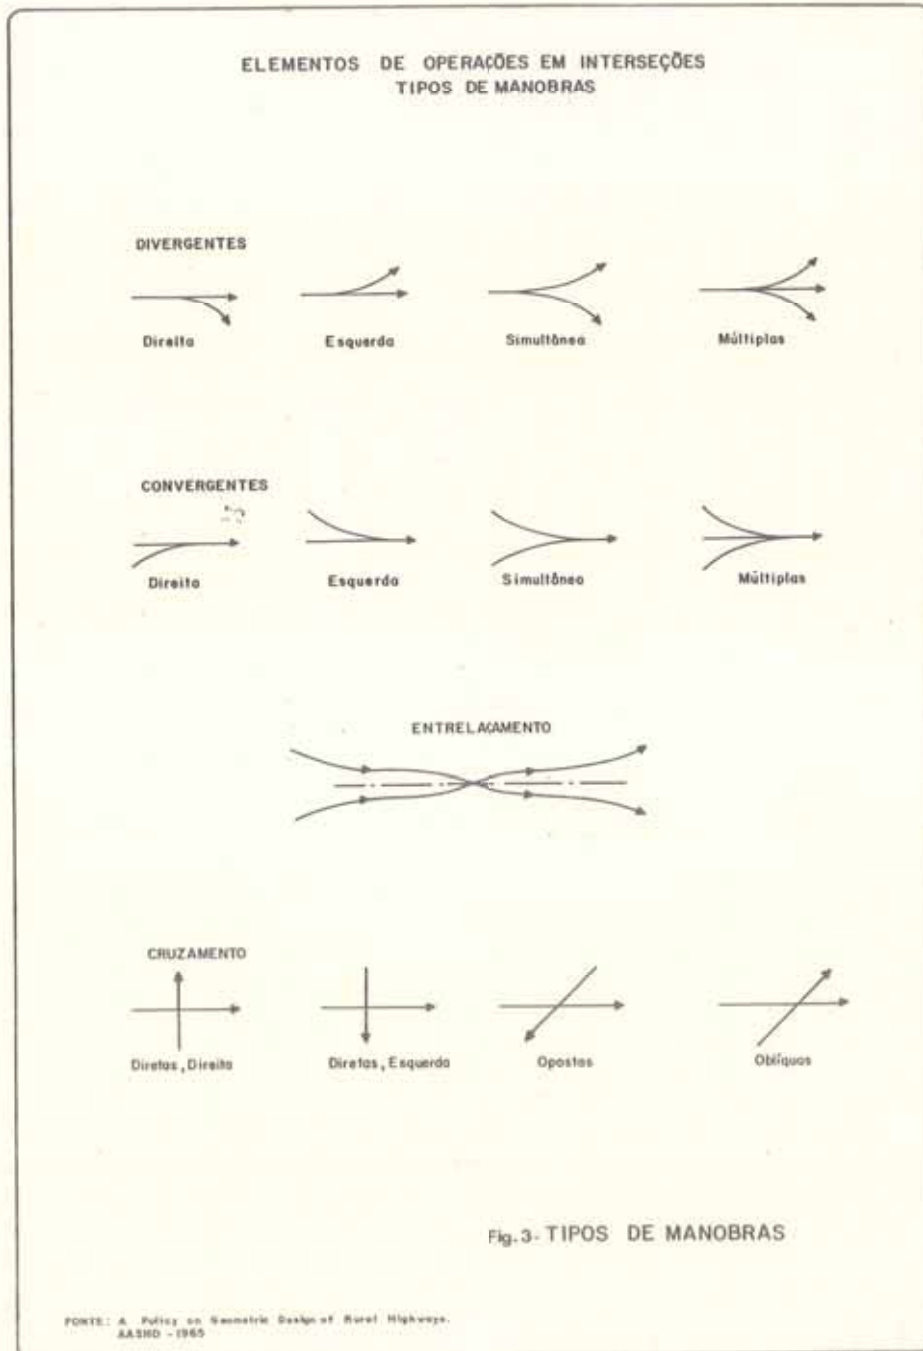 ELEMENTOS DE OPERAÇÕES EM INTERSEÇÕES
TIPOS DE MANOBRAS
DIVERGENTES
Direita Esquerda Simultânea Múltiplas
CONVERGENTES
Direita Esquerda Simultânea Múltiplas
ENTRELAÇAMENTO
CRUZAMENTO
Diretas, Direita Diretas, Esquerda Opostas Oblíquas
Fig. 3- TIPOS DE MANOBRAS
FONTE: A Policy on Geometric Design of Rural Highways.
AASHO - 1965